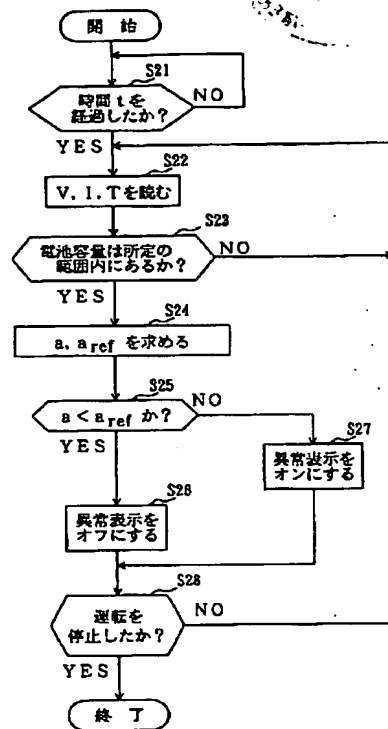 開始
S21
時間tを
経過したか?
NO
YES
S22
V, I, Tを読む
S23
電池容量は所定の
範囲内にあるか?
NO
YES
S24
a, aref を求める
S25
a < aref か?
NO
YES
S27
異常表示を
オンにする
S26
異常表示を
オフにする
S28
運転を
停止したか?
NO
YES
終了